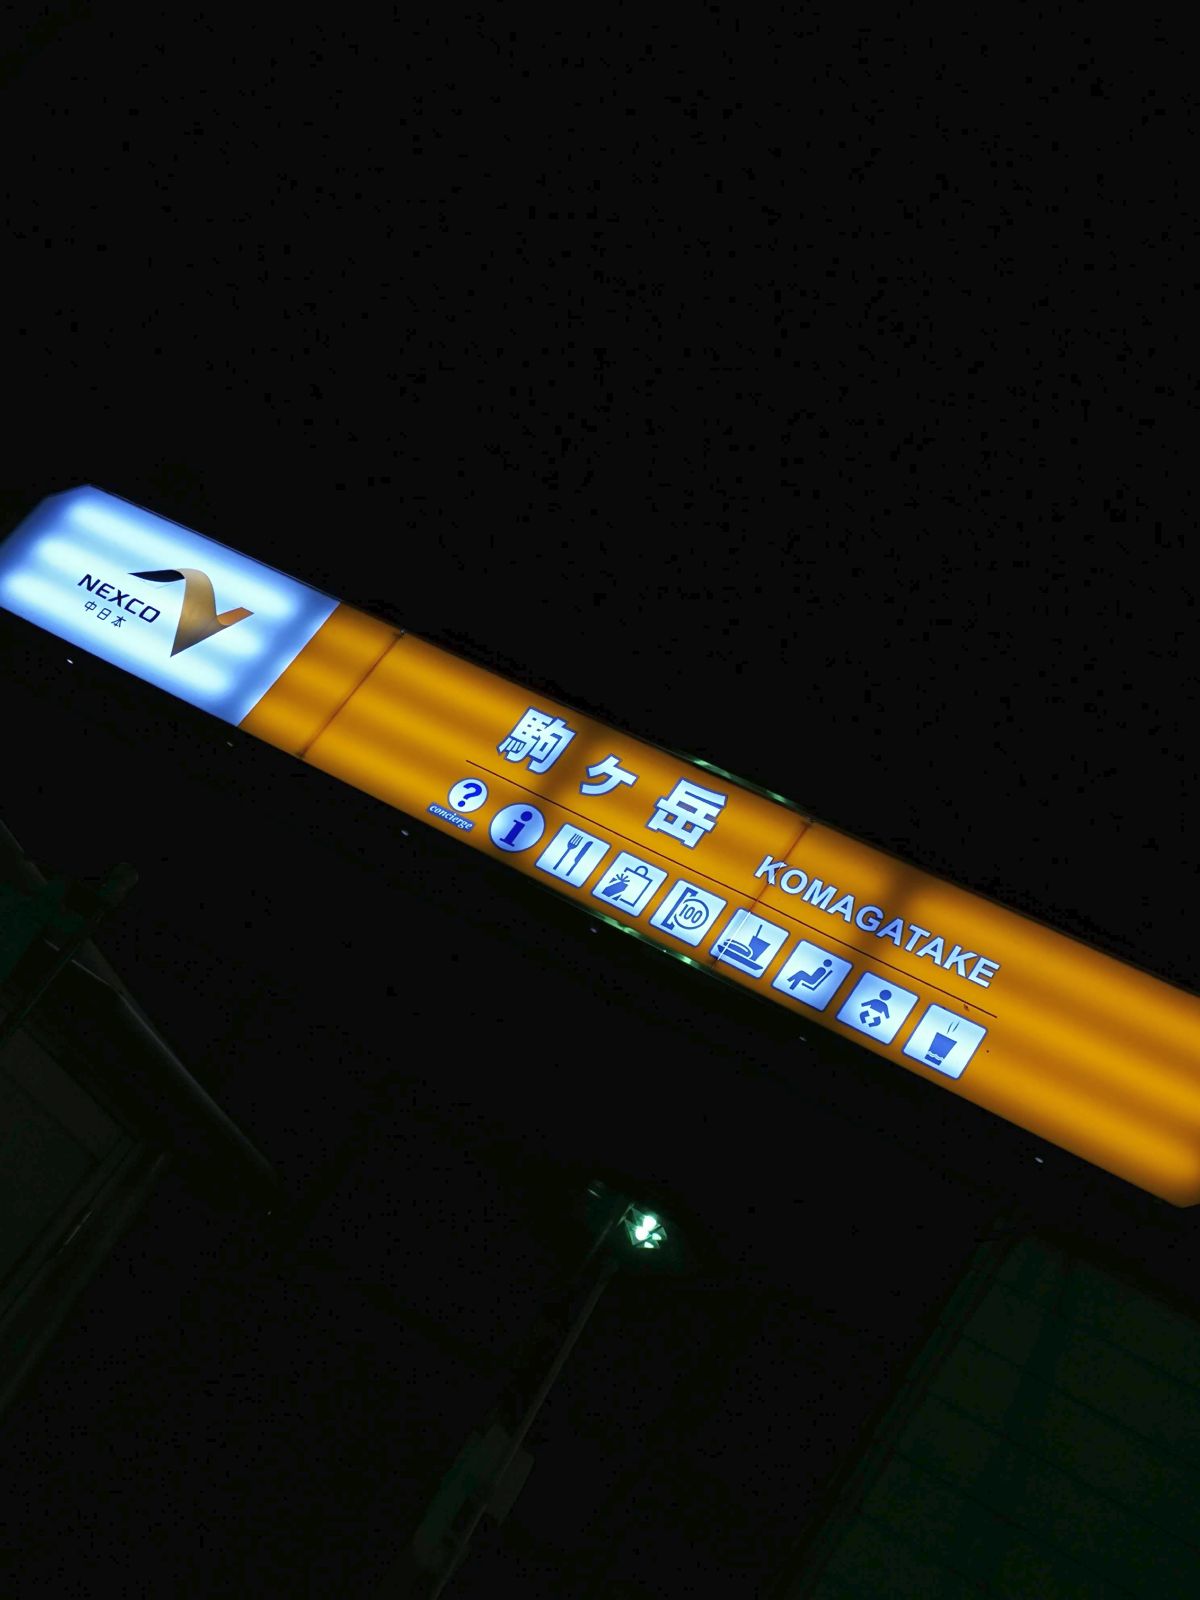 NEXCO
中日本
駒ヶ岳
KOMAGATAKE
?
concierge
i
100